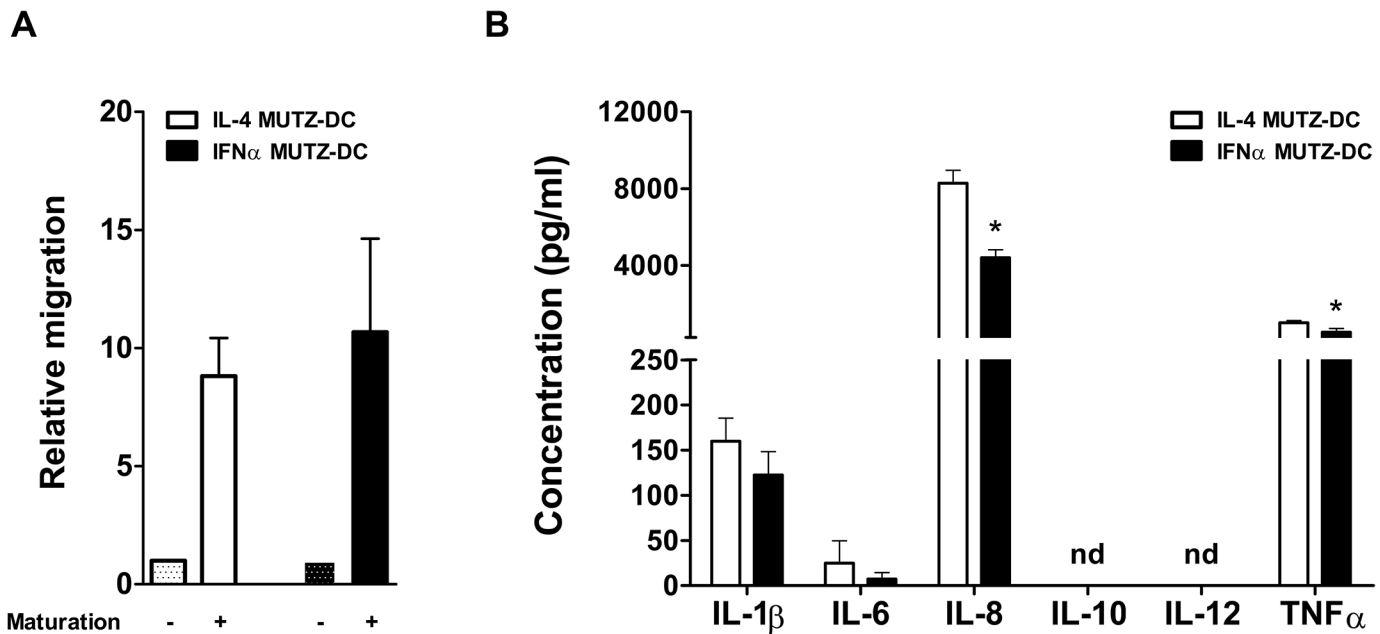 A
Relative migration
20
15
10
5
0
IL-4 MUTZ-DC
IFNα MUTZ-DC
Maturation - + - +
B
Concentration (pg/ml)
12000
8000
4000
250
200
150
100
50
0
IL-4 MUTZ-DC
IFNα MUTZ-DC
*
*
nd nd
IL-1β IL-6 IL-8 IL-10 IL-12 TNFα